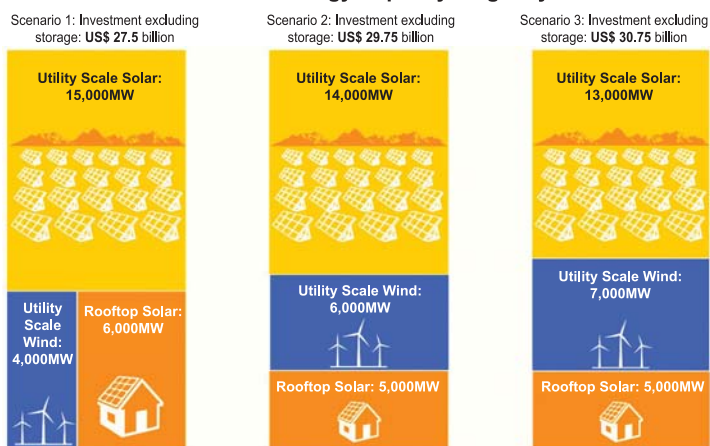 Scenario 1: Investment excluding
storage: US$ 27.5 billion
Utility Scale Solar:
15,000MW
Utility
Scale
Wind:
4,000MW
Rooftop Solar:
6,000MW
Scenario 2: Investment excluding
storage: US$ 29.75 billion
Utility Scale Solar:
14,000MW
Utility Scale Wind:
6,000MW
Rooftop Solar: 5,000MW
Scenario 3: Investment excluding
storage: US$ 30.75 billion
Utility Scale Solar:
13,000MW
Utility Scale Wind:
7,000MW
Rooftop Solar: 5,000MW